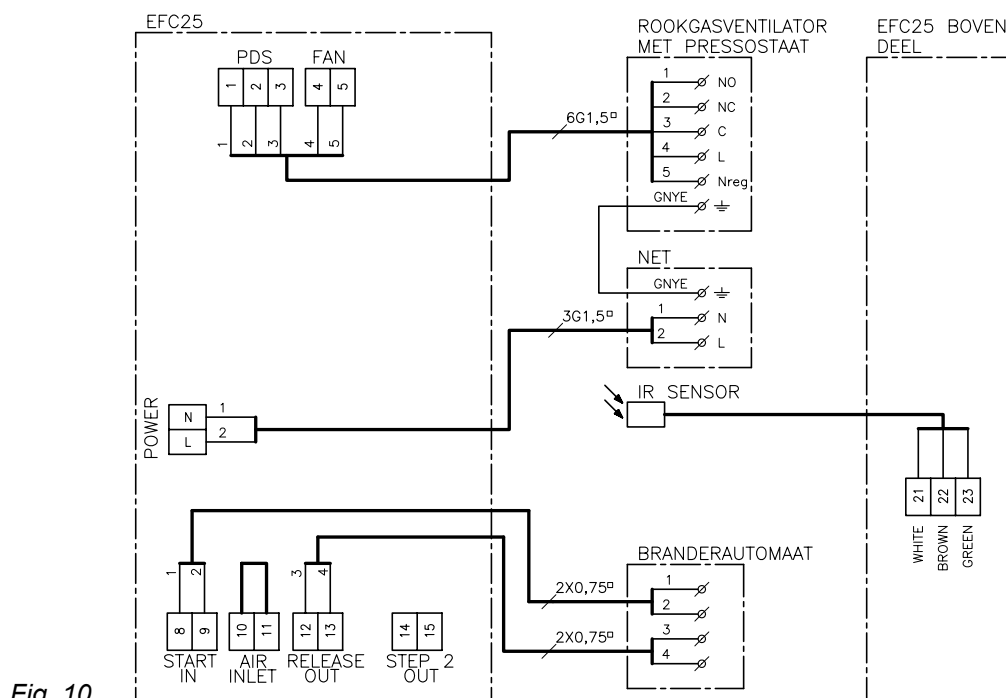 EFC25
PDS FAN
1 2 3 4 5
1 2 3 4 5
6G1,5□
ROOKGASVENTILATOR
MET PRESSOSTAAT
1 NO
2 NC
3 C
4 L
5 Nreg
GNYE
EFC25 BOVEN
DEEL
NET
GNYE
1 N
2 L
3G1,5□
POWER
N 1
L 2
IR SENSOR
21 22 23
WHITE
BROWN
GREEN
1 2 3 4
8 9 10 11 12 13 14 15
START
IN
AIR
INLET
RELEASE
OUT
STEP 2
OUT
BRANDERAUTOMAAT
2X0,75□
1
2
2X0,75□
3
4
Fig. 10